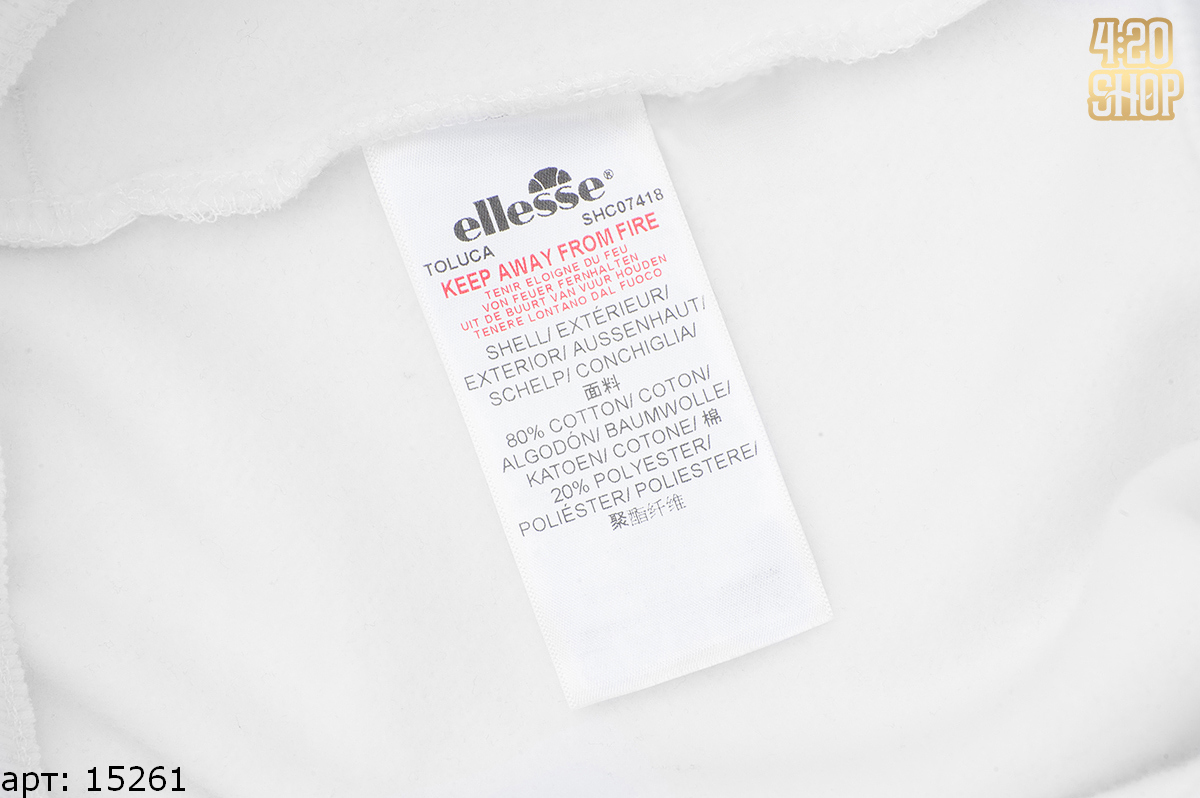 4:20
SHOP
ellesse®
TOLUCA SHC07418
KEEP AWAY FROM FIRE
TENIR ELOIGNE DU FEU
VON FEUER FERNHALTEN
UIT DE BUURT VAN VUUR HOUDEN
TENERE LONTANO DAL FUOCO
SHELL/ EXTÉRIEUR/
EXTERIOR/ AUSSENHAUT/
SCHELP/ CONCHIGLIA/
面料
80% COTTON/ COTON/
ALGODÓN/ BAUMWOLLE/
KATOEN/ COTONE/ 棉
20% POLYESTER/
POLIÉSTER/ POLIESTERE/
聚酯纤维
арт: 15261